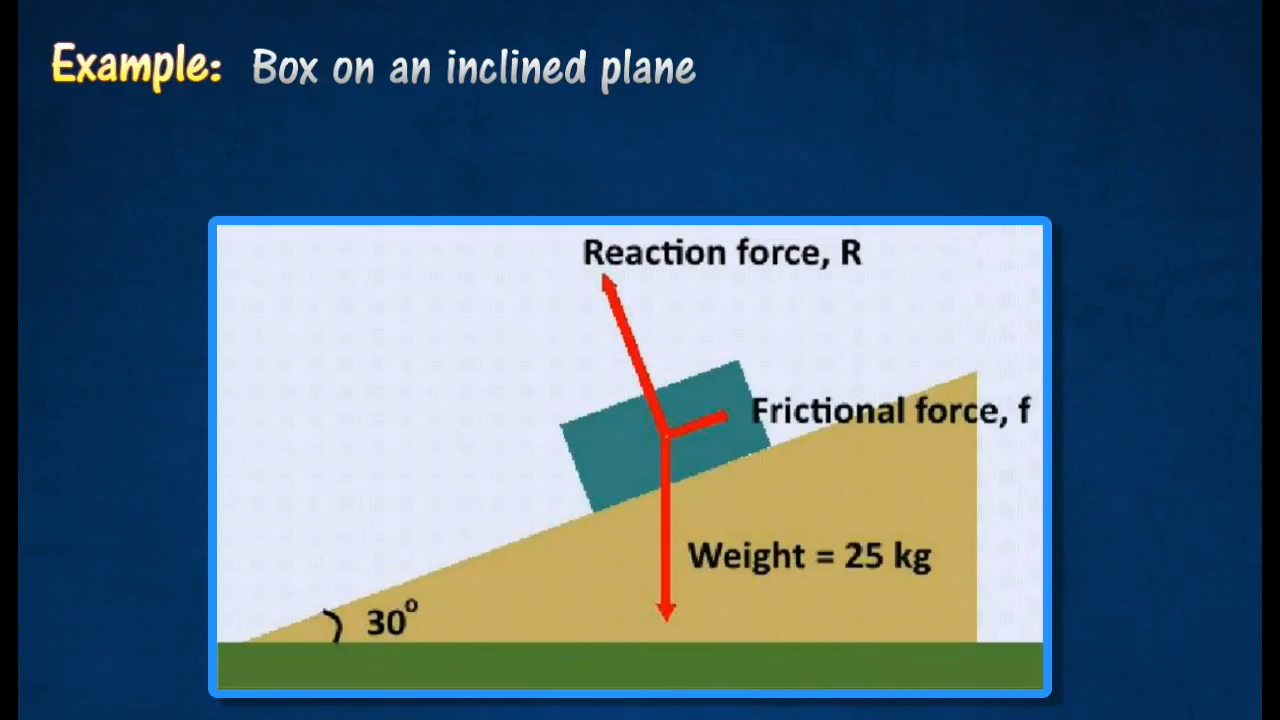 Example: Box on an inclined plane
Reaction force, R
Frictional force, f
Weight = 25 kg
30°